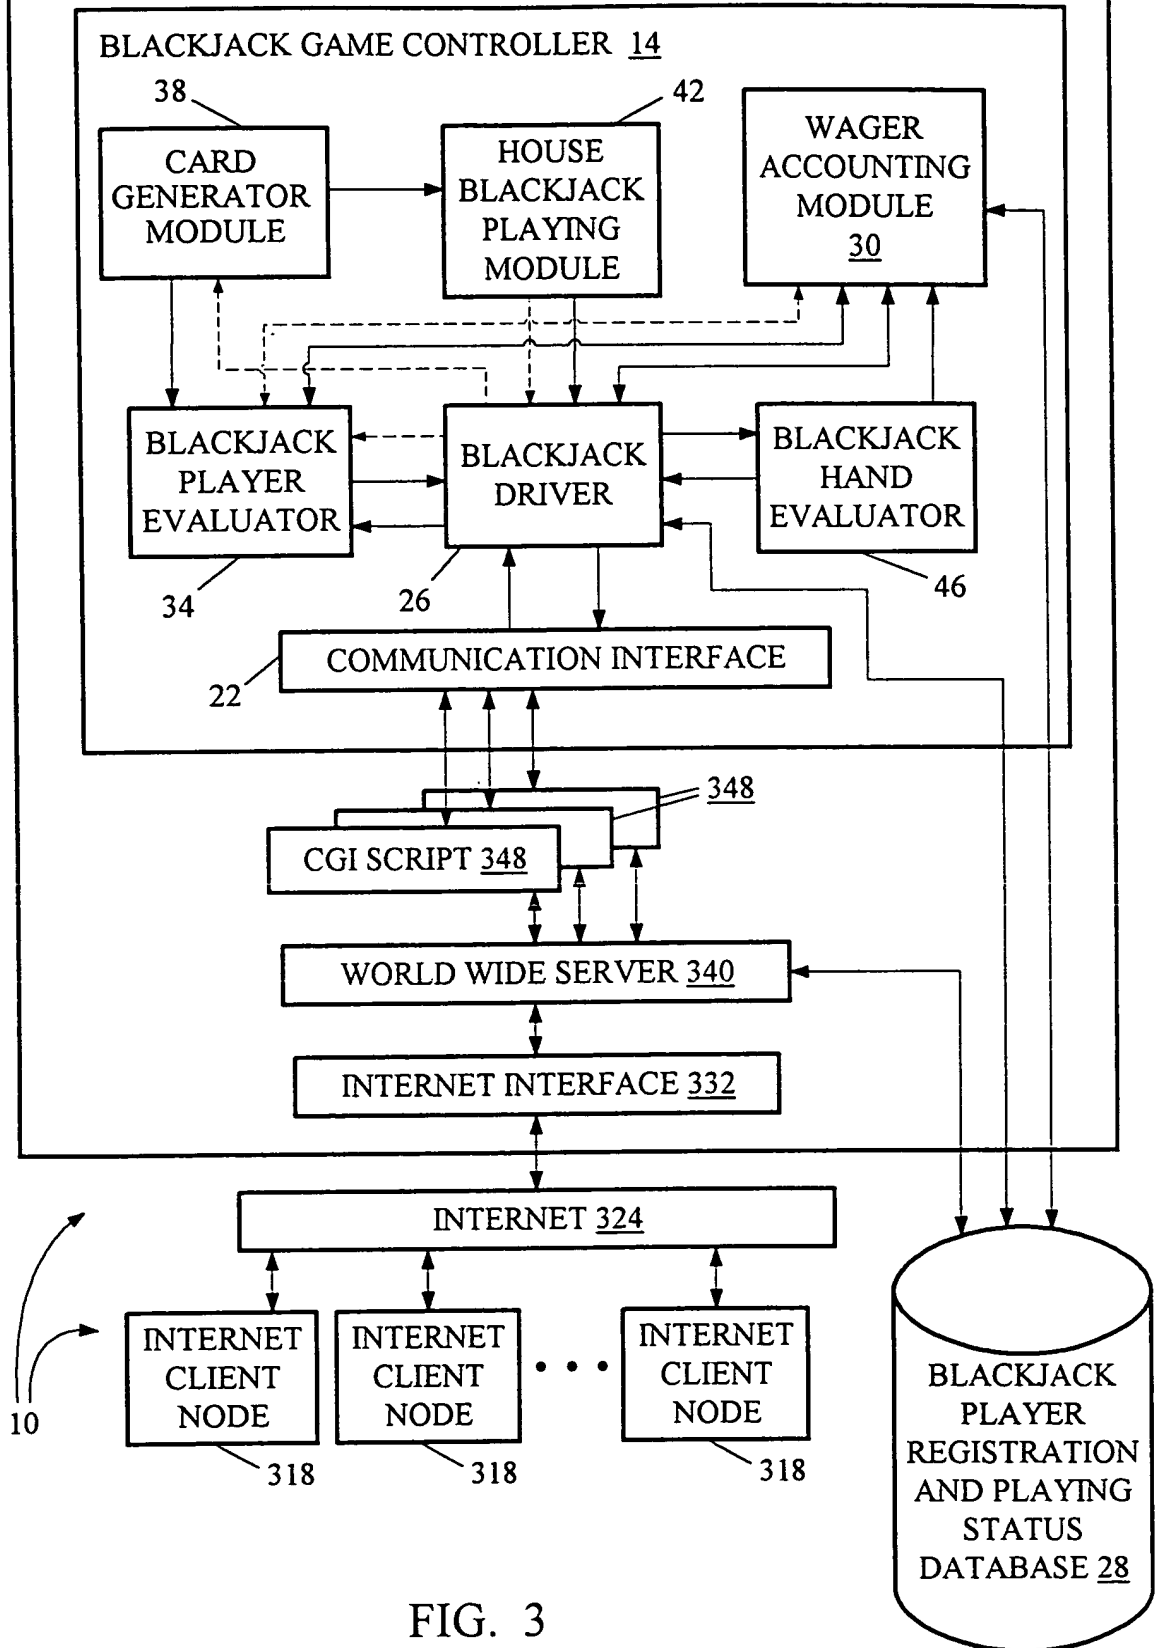 BLACKJACK GAME CONTROLLER 14
38
42
CARD
GENERATOR
MODULE
HOUSE
BLACKJACK
PLAYING
MODULE
WAGER
ACCOUNTING
MODULE
30
BLACKJACK
PLAYER
EVALUATOR
BLACKJACK
DRIVER
BLACKJACK
HAND
EVALUATOR
34
26
46
COMMUNICATION INTERFACE
22
348
CGI SCRIPT 348
WORLD WIDE SERVER 340
INTERNET INTERFACE 332
INTERNET 324
INTERNET
CLIENT
NODE
INTERNET
CLIENT
NODE
• • •
INTERNET
CLIENT
NODE
10
318
318
318
BLACKJACK
PLAYER
REGISTRATION
AND PLAYING
STATUS
DATABASE 28
FIG. 3